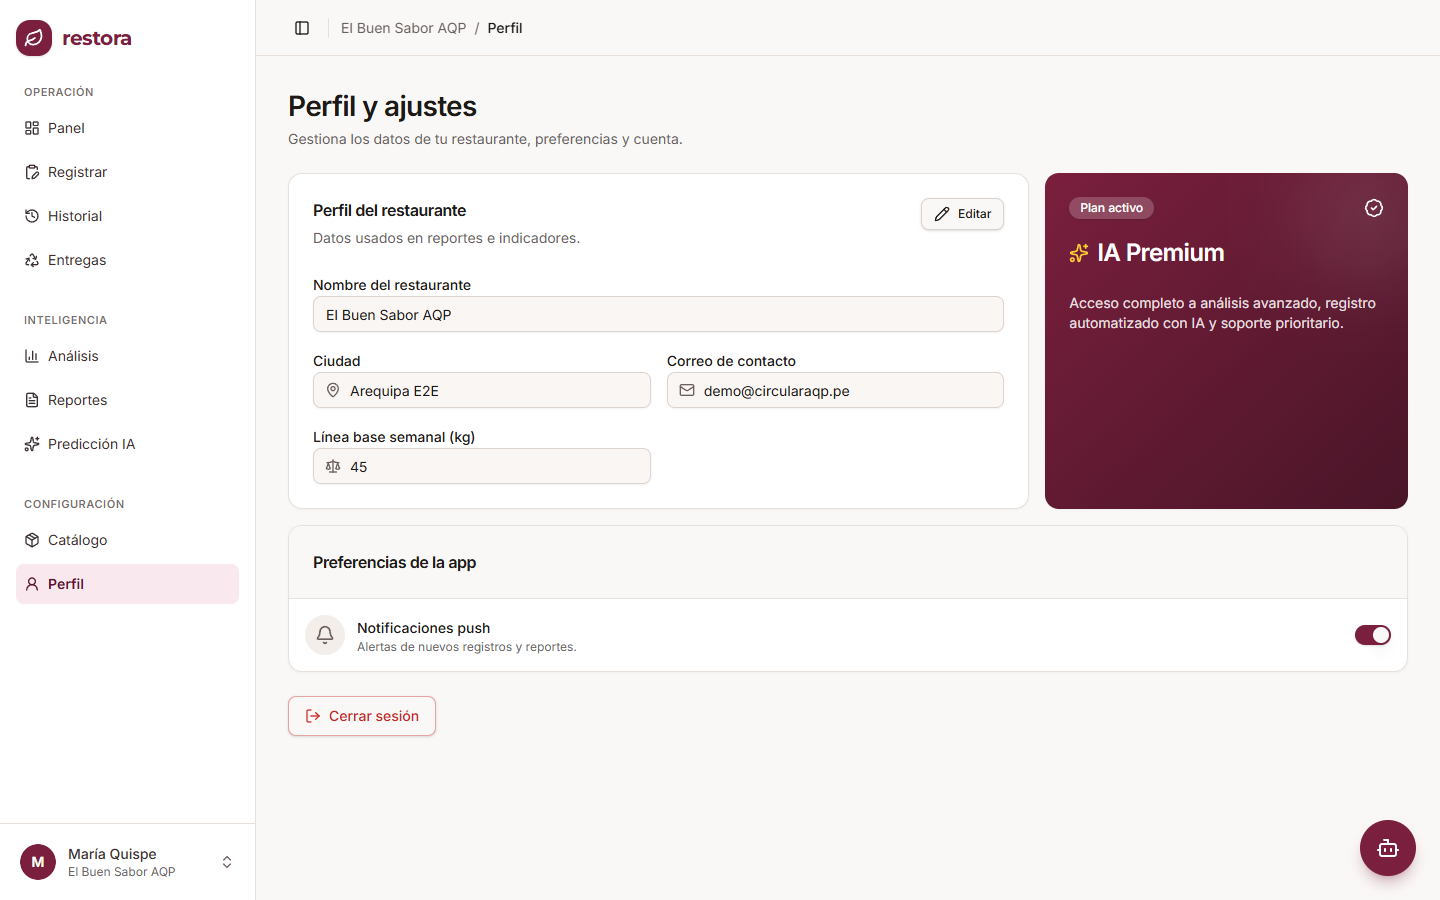 restora
OPERACIÓN
Panel
Registrar
Historial
Entregas
INTELIGENCIA
Análisis
Reportes
Predicción IA
CONFIGURACIÓN
Catálogo
Perfil
M
María Quispe
El Buen Sabor AQP
El Buen Sabor AQP / Perfil
Perfil y ajustes
Gestiona los datos de tu restaurante, preferencias y cuenta.
Perfil del restaurante
Datos usados en reportes e indicadores.
Editar
Nombre del restaurante
El Buen Sabor AQP
Ciudad
Arequipa E2E
Correo de contacto
demo@circularaqp.pe
Línea base semanal (kg)
45
Plan activo
IA Premium
Acceso completo a análisis avanzado, registro
automatizado con IA y soporte prioritario.
Preferencias de la app
Notificaciones push
Alertas de nuevos registros y reportes.
Cerrar sesión